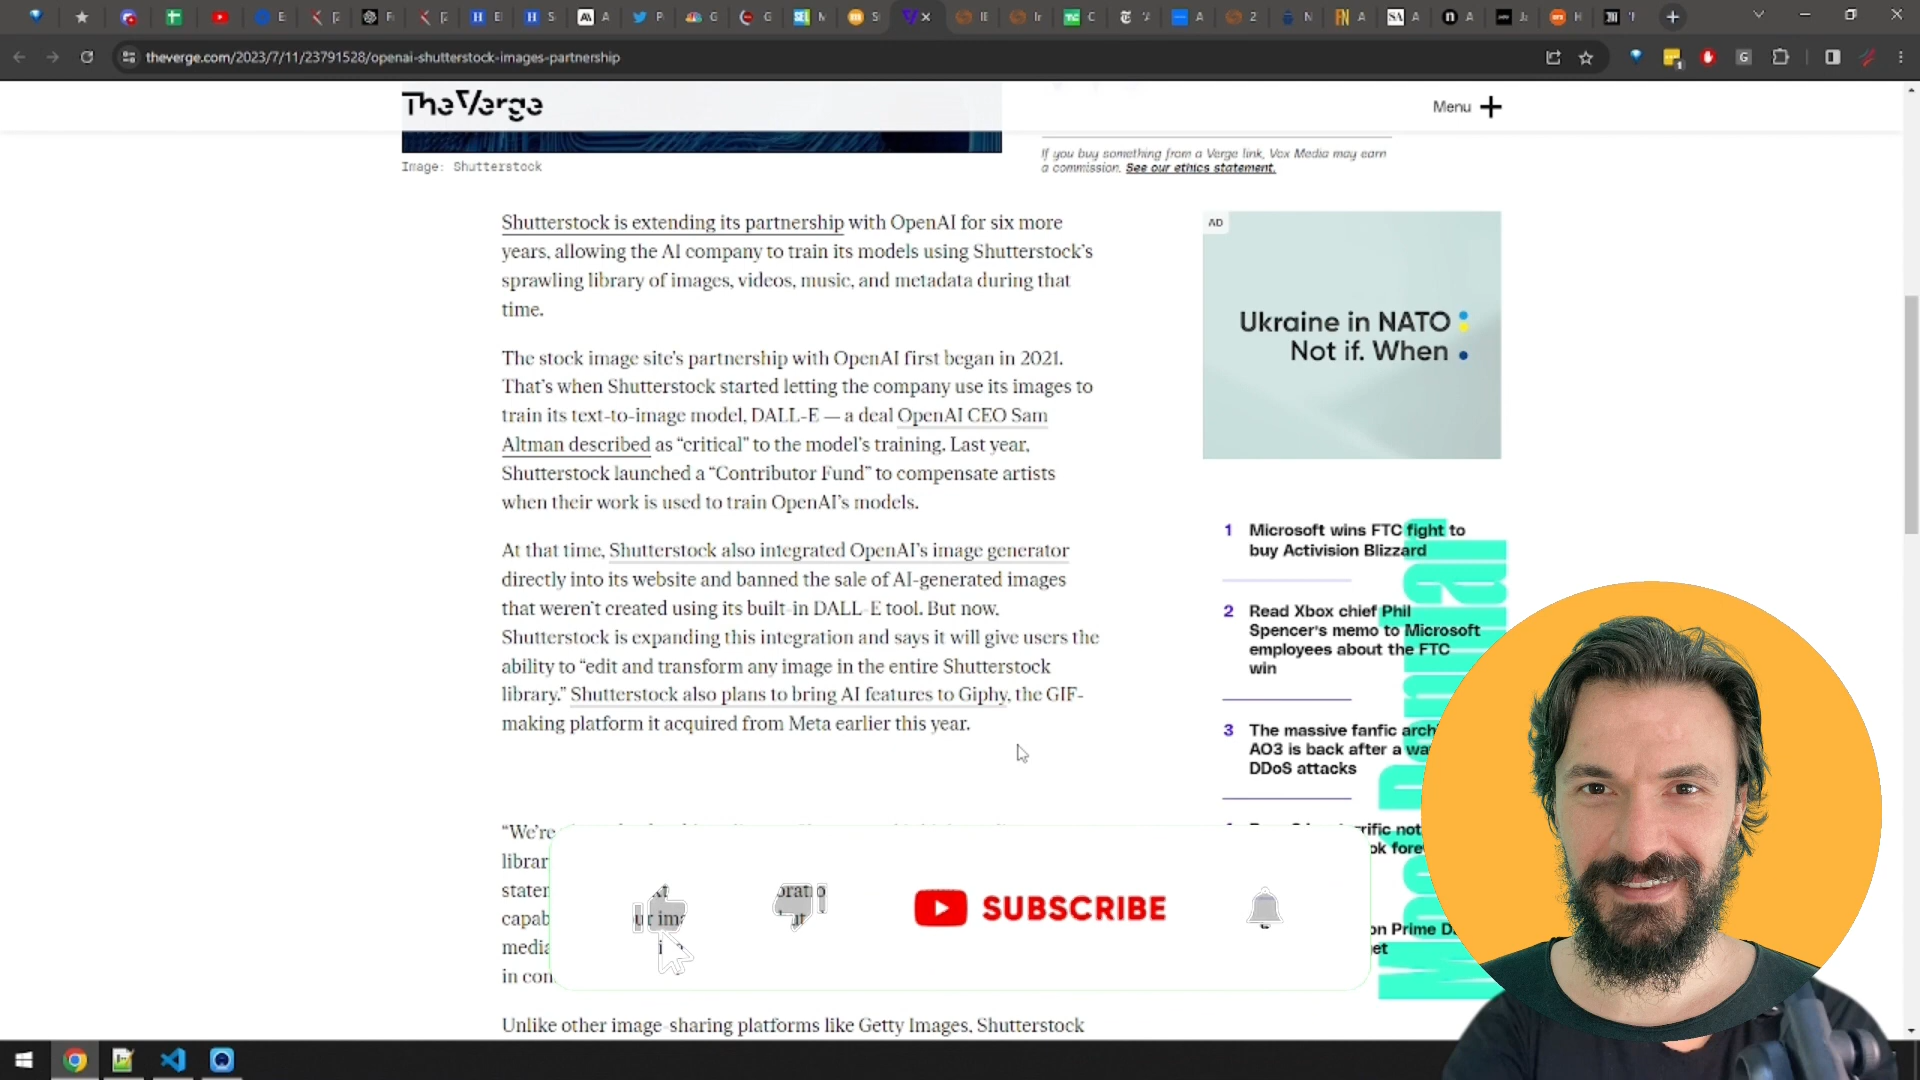 theverge.com/2023/7/11/23791528/openai-shutterstock-images-partnership
The Verge
Menu
Image: Shutterstock
If you buy something from a Verge link, Vox Media may earn
a commission. See our ethics statement.
Shutterstock is extending its partnership with OpenAI for six more
years, allowing the AI company to train its models using Shutterstock’s
sprawling library of images, videos, music, and metadata during that
time.
The stock image site’s partnership with OpenAI first began in 2021.
That’s when Shutterstock started letting the company use its images to
train its text-to-image model, DALL-E — a deal OpenAI CEO Sam
Altman described as “critical” to the model’s training. Last year,
Shutterstock launched a “Contributor Fund” to compensate artists
when their work is used to train OpenAI’s models.
At that time, Shutterstock also integrated OpenAI’s image generator
directly into its website and banned the sale of AI-generated images
that weren’t created using its built-in DALL-E tool. But now,
Shutterstock is expanding this integration and says it will give users the
ability to “edit and transform any image in the entire Shutterstock
library.” Shutterstock also plans to bring AI features to Giphy, the GIF-
making platform it acquired from Meta earlier this year.
“We’re
in con
Unlike other image-sharing platforms like Getty Images, Shutterstock
AD
Ukraine in NATO
Not if. When
1 Microsoft wins FTC fight to
buy Activision Blizzard
2 Read Xbox chief Phil
Spencer’s memo to Microsoft
employees about the FTC
win
3 The massive fanfic arch
AO3 is back after a wa
DDoS attacks
on Prime D
SUBSCRIBE